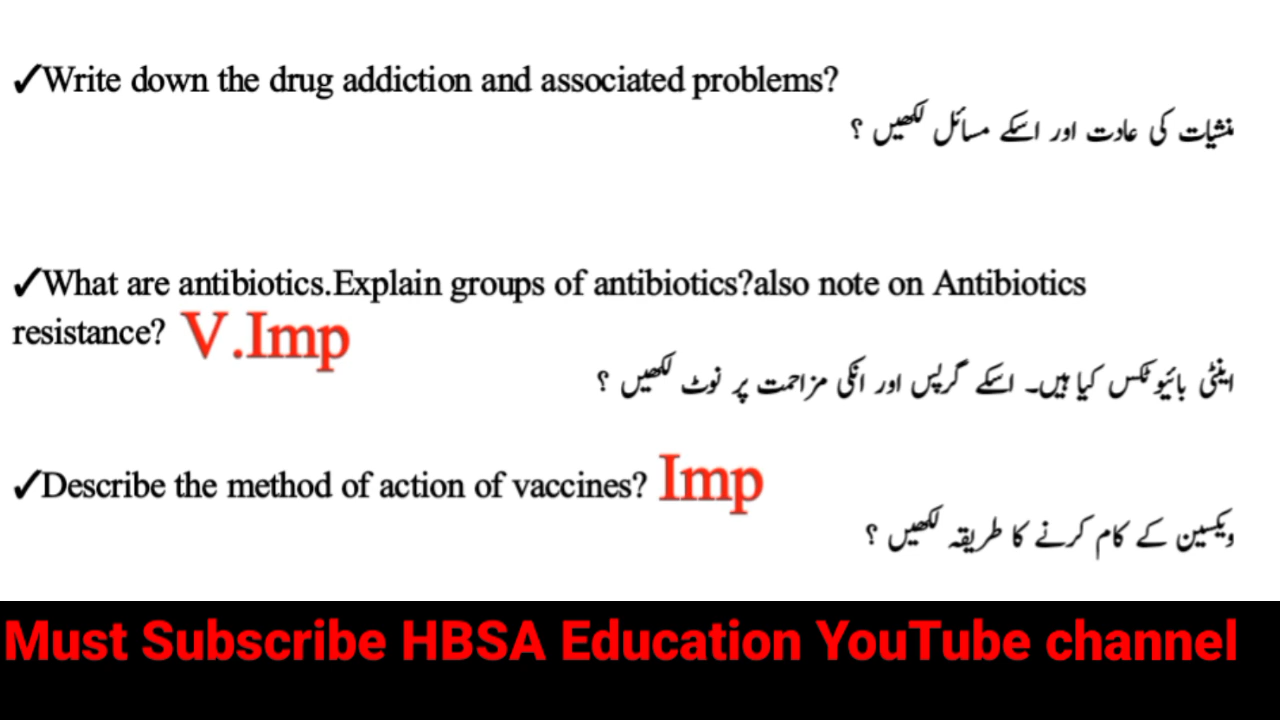 ✓Write down the drug addiction and associated problems?
منشیات کی عادت اور اسکے مسائل لکھیں ؟
✓What are antibiotics.Explain groups of antibiotics?also note on Antibiotics
resistance? V.Imp
اینٹی بائیوٹکس کیا ہیں۔ اسکے گرپس اور انکی مزاحمت پر نوٹ لکھیں ؟
✓Describe the method of action of vaccines? Imp
ویکسین کے کام کرنے کا طریقہ لکھیں ؟
Must Subscribe HBSA Education YouTube channel